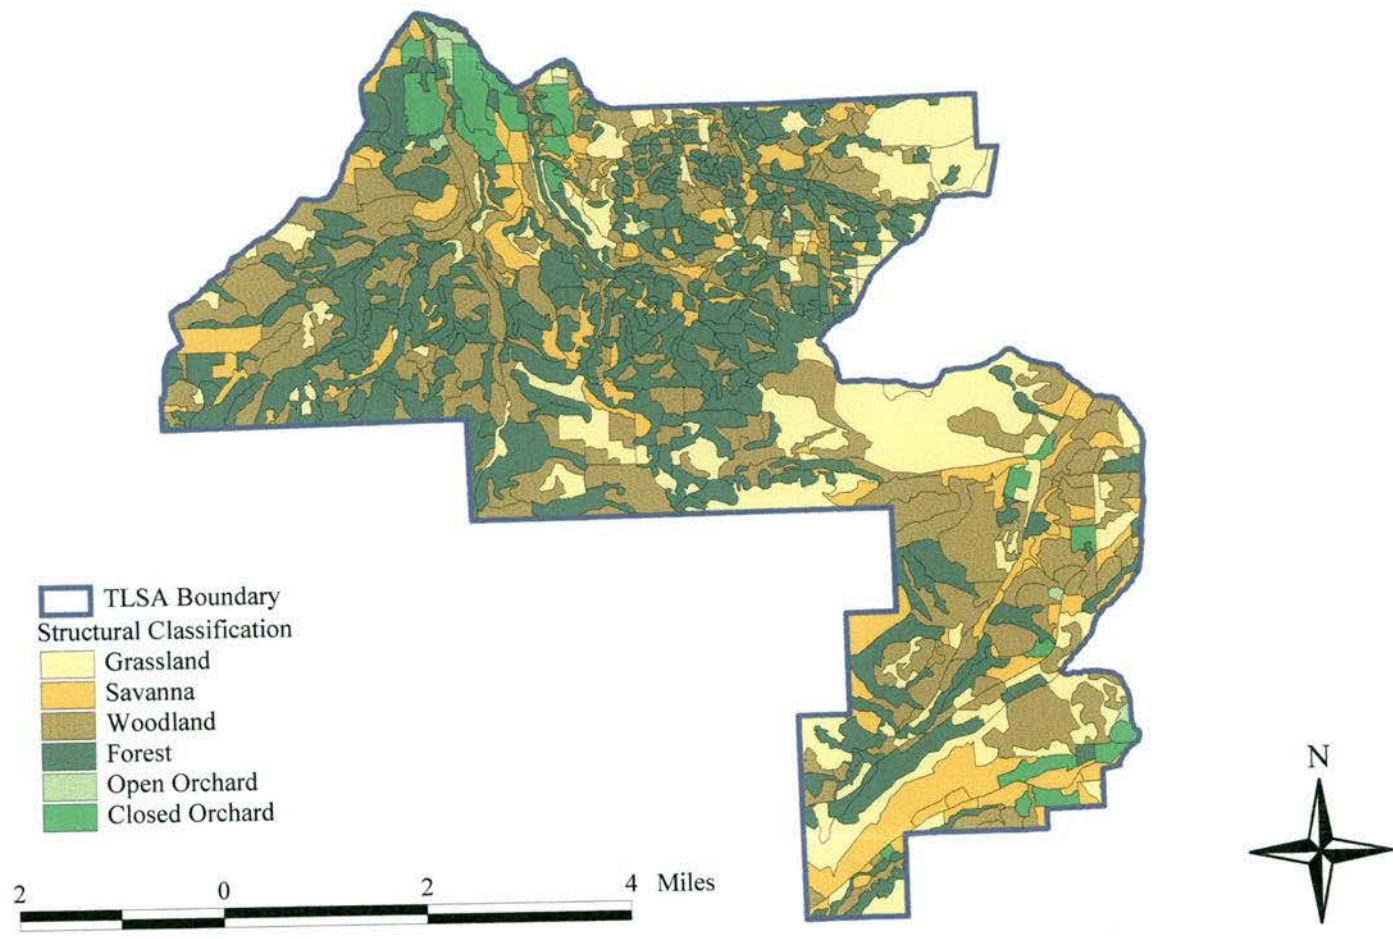 TLSA Boundary
Structural Classification
Grassland
Savanna
Woodland
Forest
Open Orchard
Closed Orchard
N
2 0 2 4 Miles